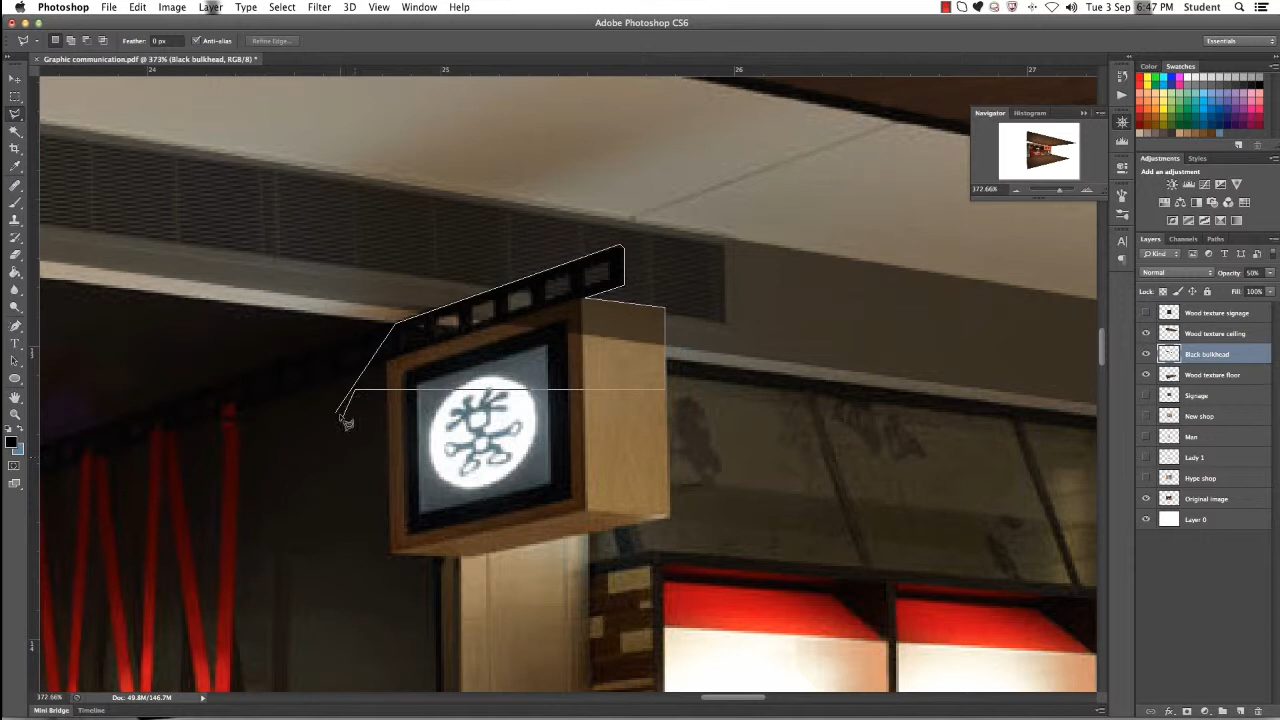 Photoshop File Edit Image Layer Type Select Filter 3D View Window Help Tue 3 Sep 6:47 PM Student
Adobe Photoshop CS6
Feather: 0 px Anti-alias Refine Edge... Essentials
Graphic communication.pdf @ 373% (Black bulkhead, RGB/8) *
24 25 26 27
Color Swatches
Navigator Histogram
372.66%
Adjustments Styles
Add an adjustment
Layers Channels Paths
Kind
Normal Opacity: 50%
Lock: Fill: 100%
Wood texture signage
Wood texture ceiling
Black bulkhead
Wood texture floor
Signage
New shop
Man
Lady 1
Hype shop
Original image
Layer 0
372.66% Doc: 49.8M/146.7M
Mini Bridge Timeline